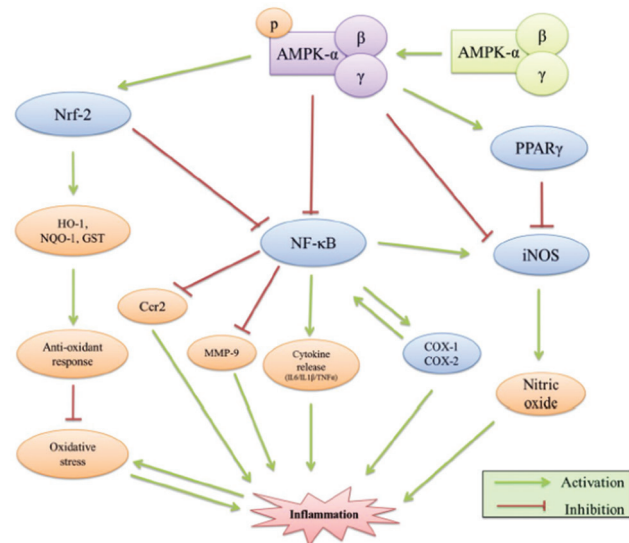 p
AMPK-α
β
γ
AMPK-α
β
γ
Nrf-2
PPARγ
HO-1,
NQO-1, GST
NF-κB
iNOS
Ccr2
MMP-9
Cytokine
release
(IL6/IL1β/TNFα)
COX-1
COX-2
Anti-oxidant
response
Nitric
oxide
Oxidative
stress
Inflammation
Activation
Inhibition